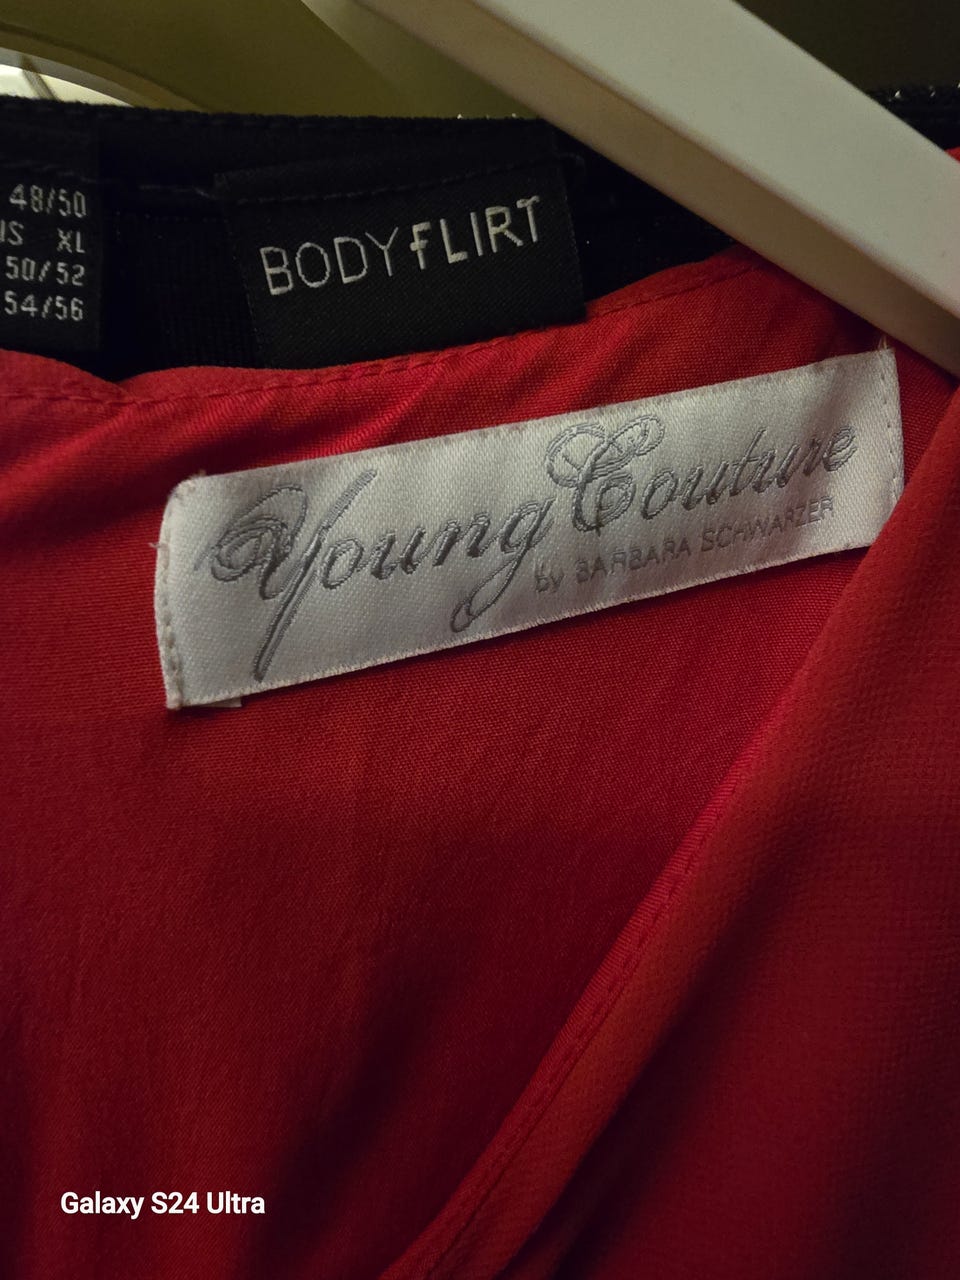 48/50
XL
50/52
54/56
BODYFLIRT
Young Couture
by BARBARA SCHWARZER
Galaxy S24 Ultra